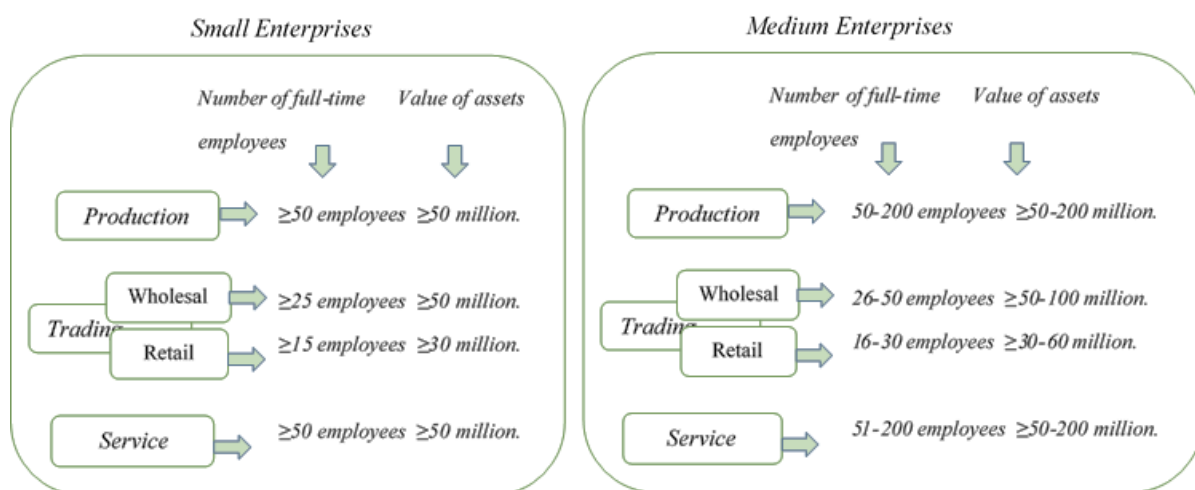 Small Enterprises
Number of full-time Value of assets
employees
Production ≥50 employees ≥50 million.
Wholesal ≥25 employees ≥50 million.
Trading
Retail ≥15 employees ≥30 million.
Service ≥50 employees ≥50 million.
Medium Enterprises
Number of full-time Value of assets
employees
Production 50-200 employees ≥50-200 million.
Wholesal 26-50 employees ≥50-100 million.
Trading
Retail 16-30 employees ≥30-60 million.
Service 51-200 employees ≥50-200 million.